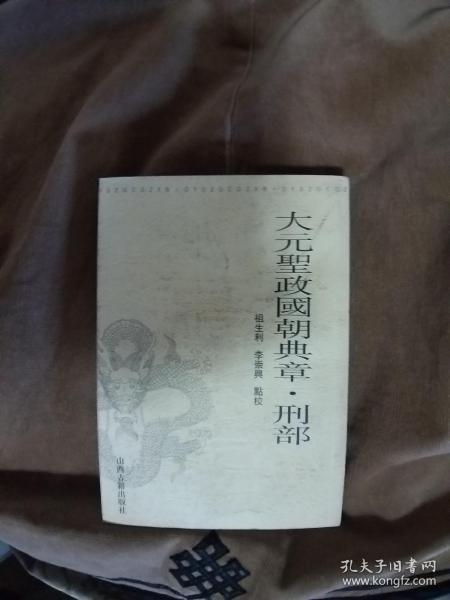 大元聖政國朝典章·刑部
祖生利 李崇興 點校
山西古籍出版社
孔夫子旧书网
www.kongfz.com